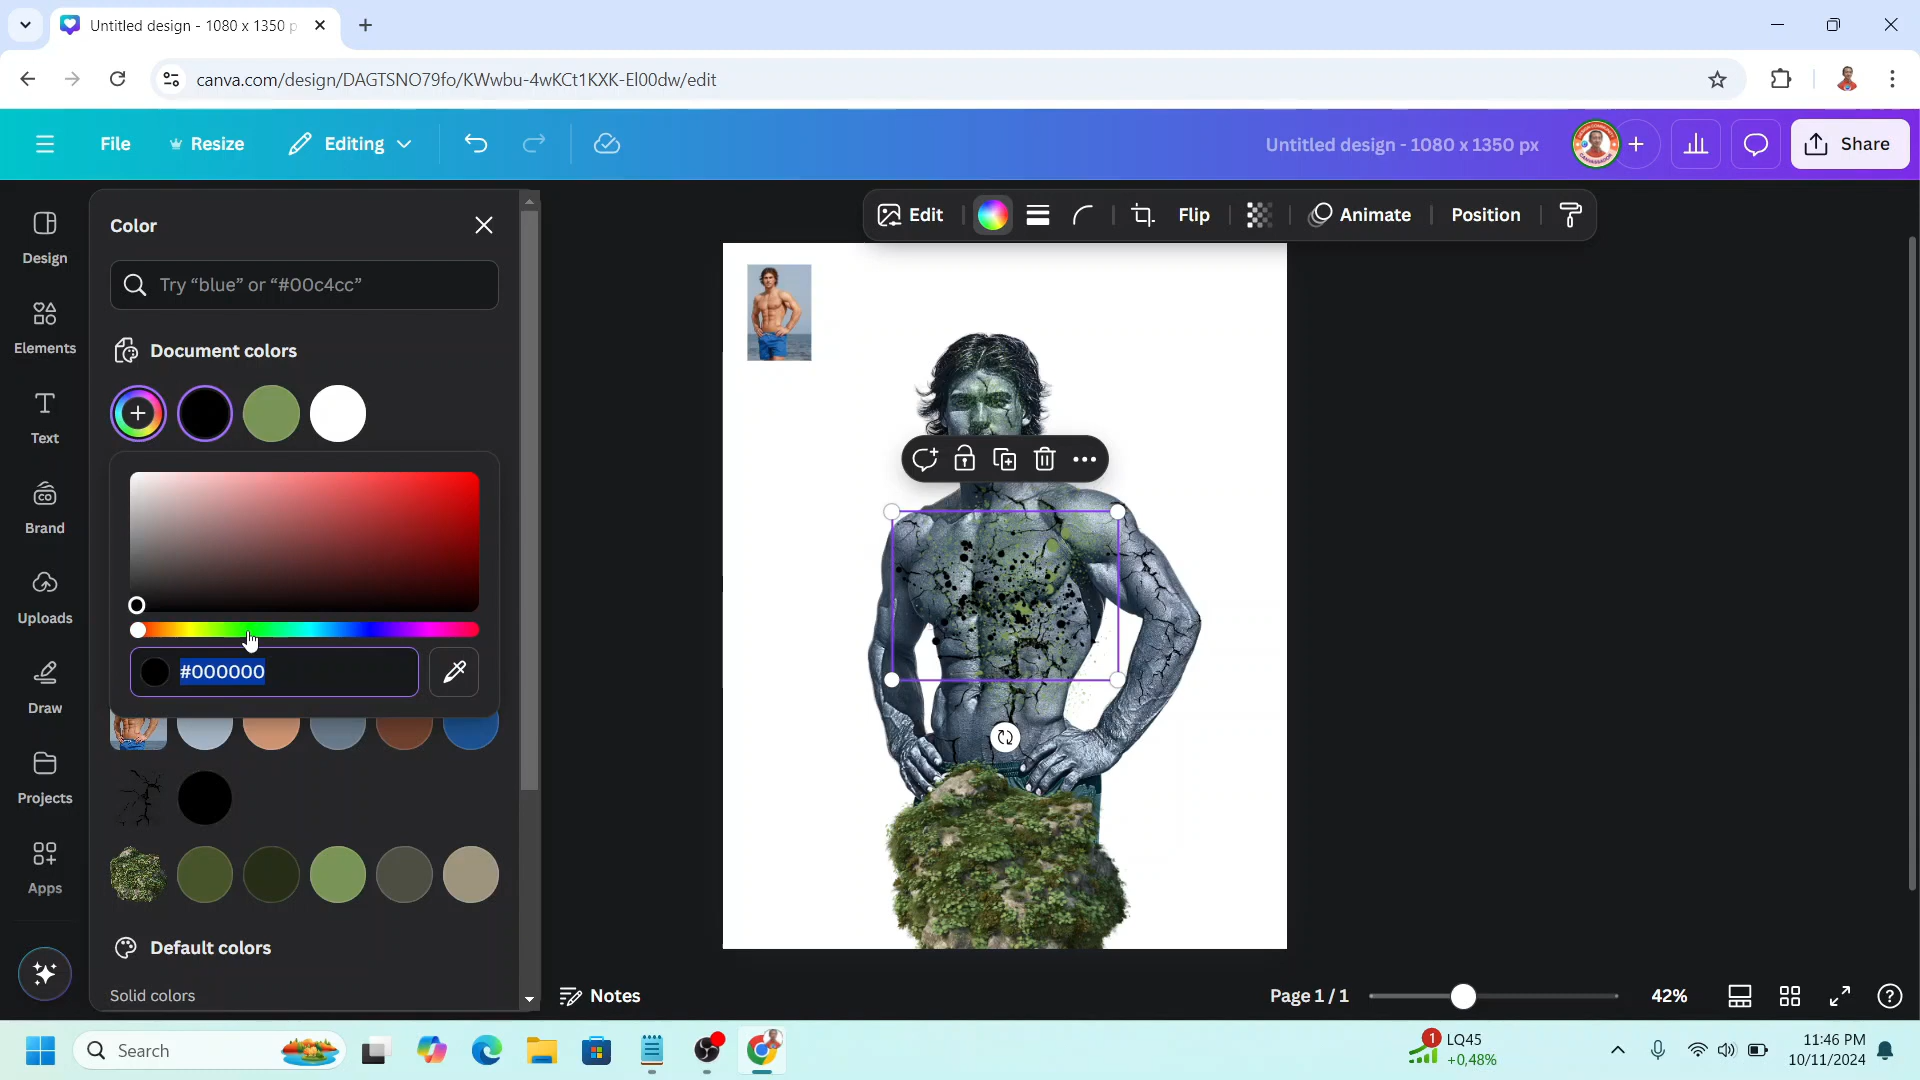 Untitled design - 1080 x 1350 p
canva.com/design/DAGTSNO79fo/KWwbu-4wKCt1KXK-El00dw/edit
File
Resize
Editing
Untitled design - 1080 x 1350 px
Share
Design
Elements
Text
Brand
Uploads
Draw
Projects
Apps
Color
Try “blue” or “#00c4cc”
Document colors
#000000
Default colors
Solid colors
Edit
Flip
Animate
Position
Notes
Page 1 / 1
42%
Search
1
LQ45
+0,48%
11:46 PM
10/11/2024